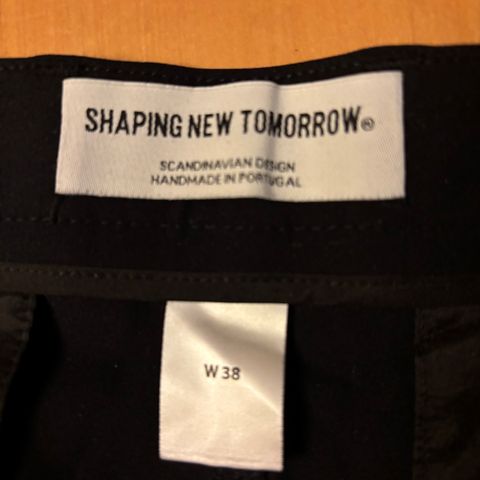 SHAPING NEW TOMORROW®
SCANDINAVIAN DESIGN
HANDMADE IN PORTUGAL
W 38